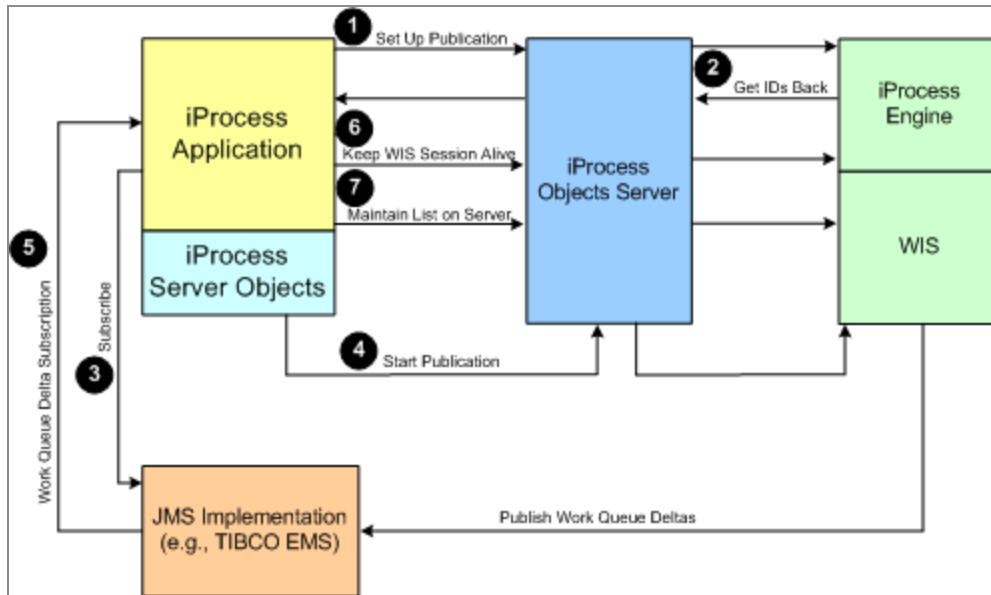 1
Set Up Publication
2
Get IDs Back
iProcess
Engine
iProcess
Application
6
Keep WIS Session Alive
7
Maintain List on Server
iProcess
Objects Server
WIS
iProcess
Server Objects
5
Work Queue Delta Subscription
Subscribe
3
4
Start Publication
JMS Implementation
(e.g., TIBCO EMS)
Publish Work Queue Deltas